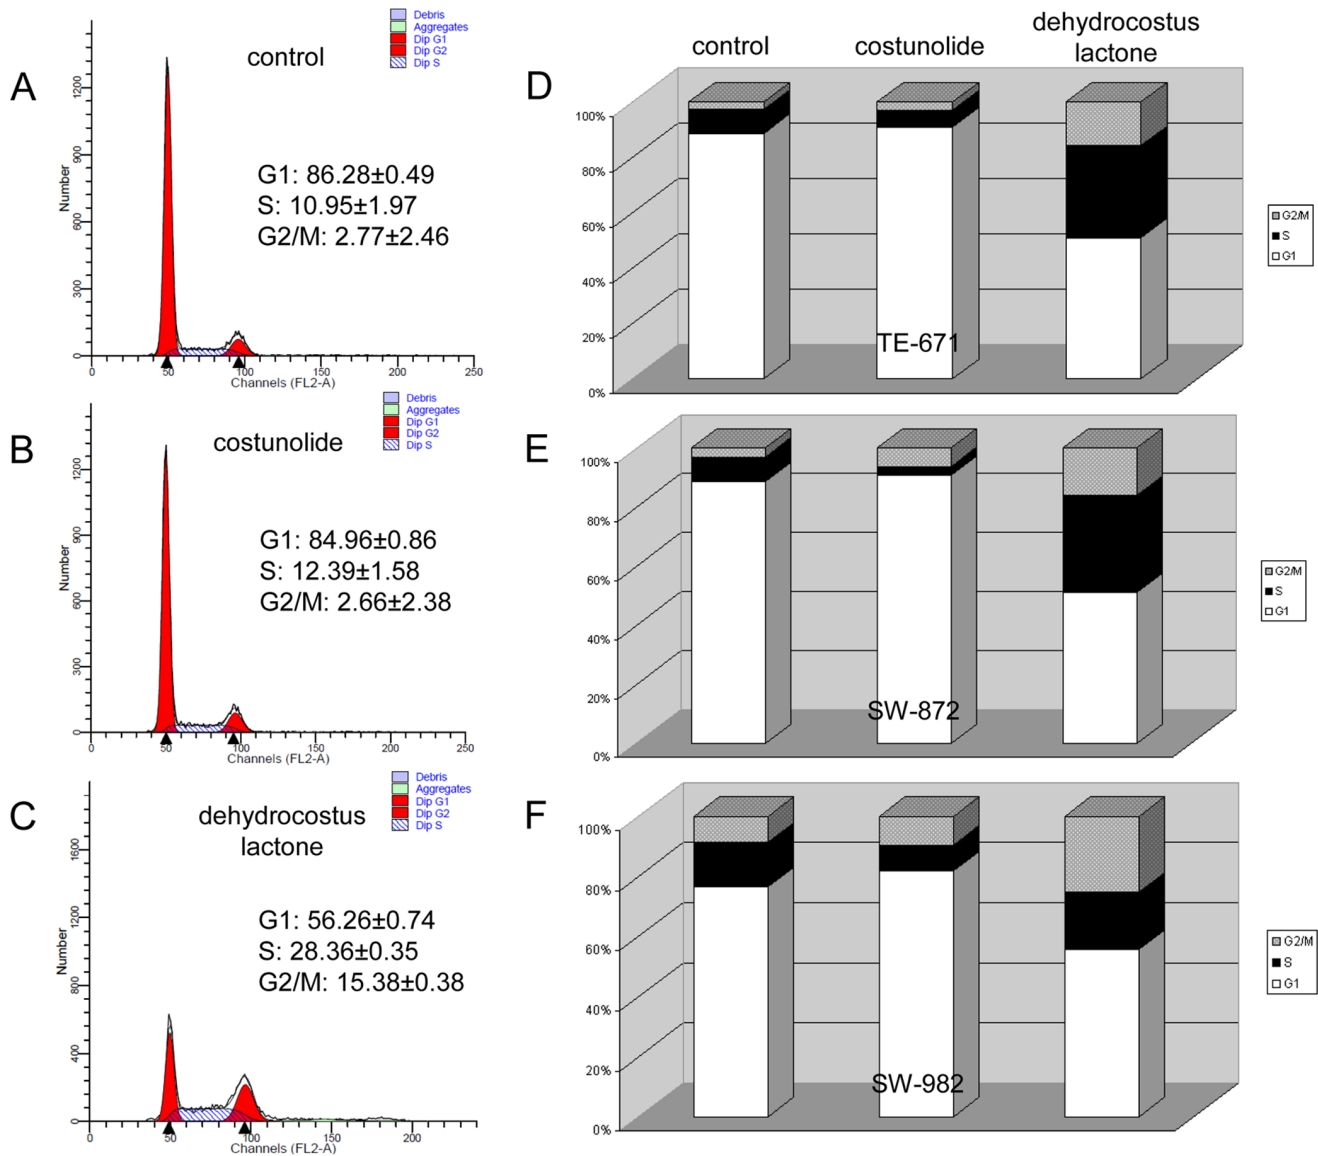 A
control
Debris
Aggregates
Dip G1
Dip G2
Dip S
G1: 86.28±0.49
S: 10.95±1.97
G2/M: 2.77±2.46
Number
1200
900
600
300
0
0 50 100 150 200 250
Channels (FL2-A)
B
costunolide
Debris
Aggregates
Dip G1
Dip G2
Dip S
G1: 84.96±0.86
S: 12.39±1.58
G2/M: 2.66±2.38
Number
1200
900
600
300
0
0 50 100 150 200 250
Channels (FL2-A)
C
dehydrocostus
lactone
Debris
Aggregates
Dip G1
Dip G2
Dip S
G1: 56.26±0.74
S: 28.36±0.35
G2/M: 15.38±0.38
Number
1600
1200
800
400
0
0 50 100 150 200
Channels (FL2-A)
control
costunolide
dehydrocostus
lactone
D
100%
80%
60%
40%
20%
0%
TE-671
G2/M
S
G1
E
100%
80%
60%
40%
20%
0%
SW-872
G2/M
S
G1
F
100%
80%
60%
40%
20%
0%
SW-982
G2/M
S
G1